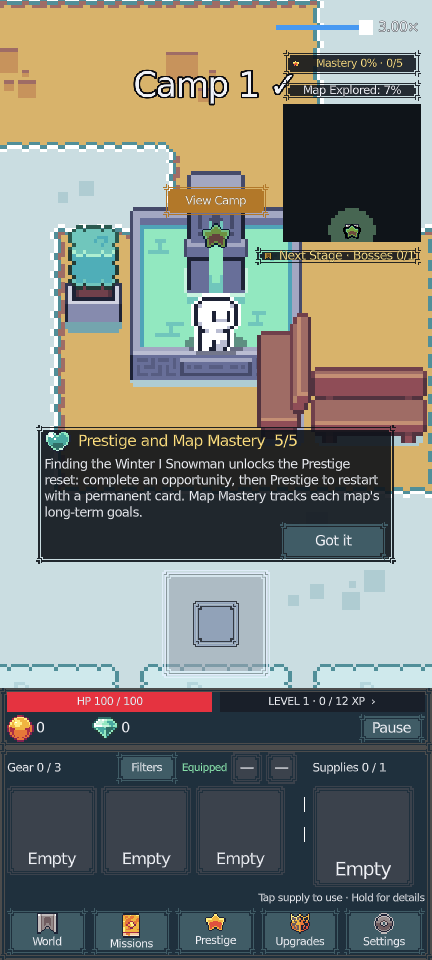 3.00×
Mastery 0% · 0/5
Camp 1 ✓
Map Explored: 7%
View Camp
Next Stage · Bosses 0/1
Prestige and Map Mastery 5/5
Finding the Winter I Snowman unlocks the Prestige
reset: complete an opportunity, then Prestige to restart
with a permanent card. Map Mastery tracks each map's
long-term goals.
Got it
HP 100 / 100
LEVEL 1 · 0 / 12 XP ›
0
0
Pause
Gear 0 / 3
Filters
Equipped
—
—
Supplies 0 / 1
Empty
Empty
Empty
Empty
Tap supply to use · Hold for details
World
Missions
Prestige
Upgrades
Settings